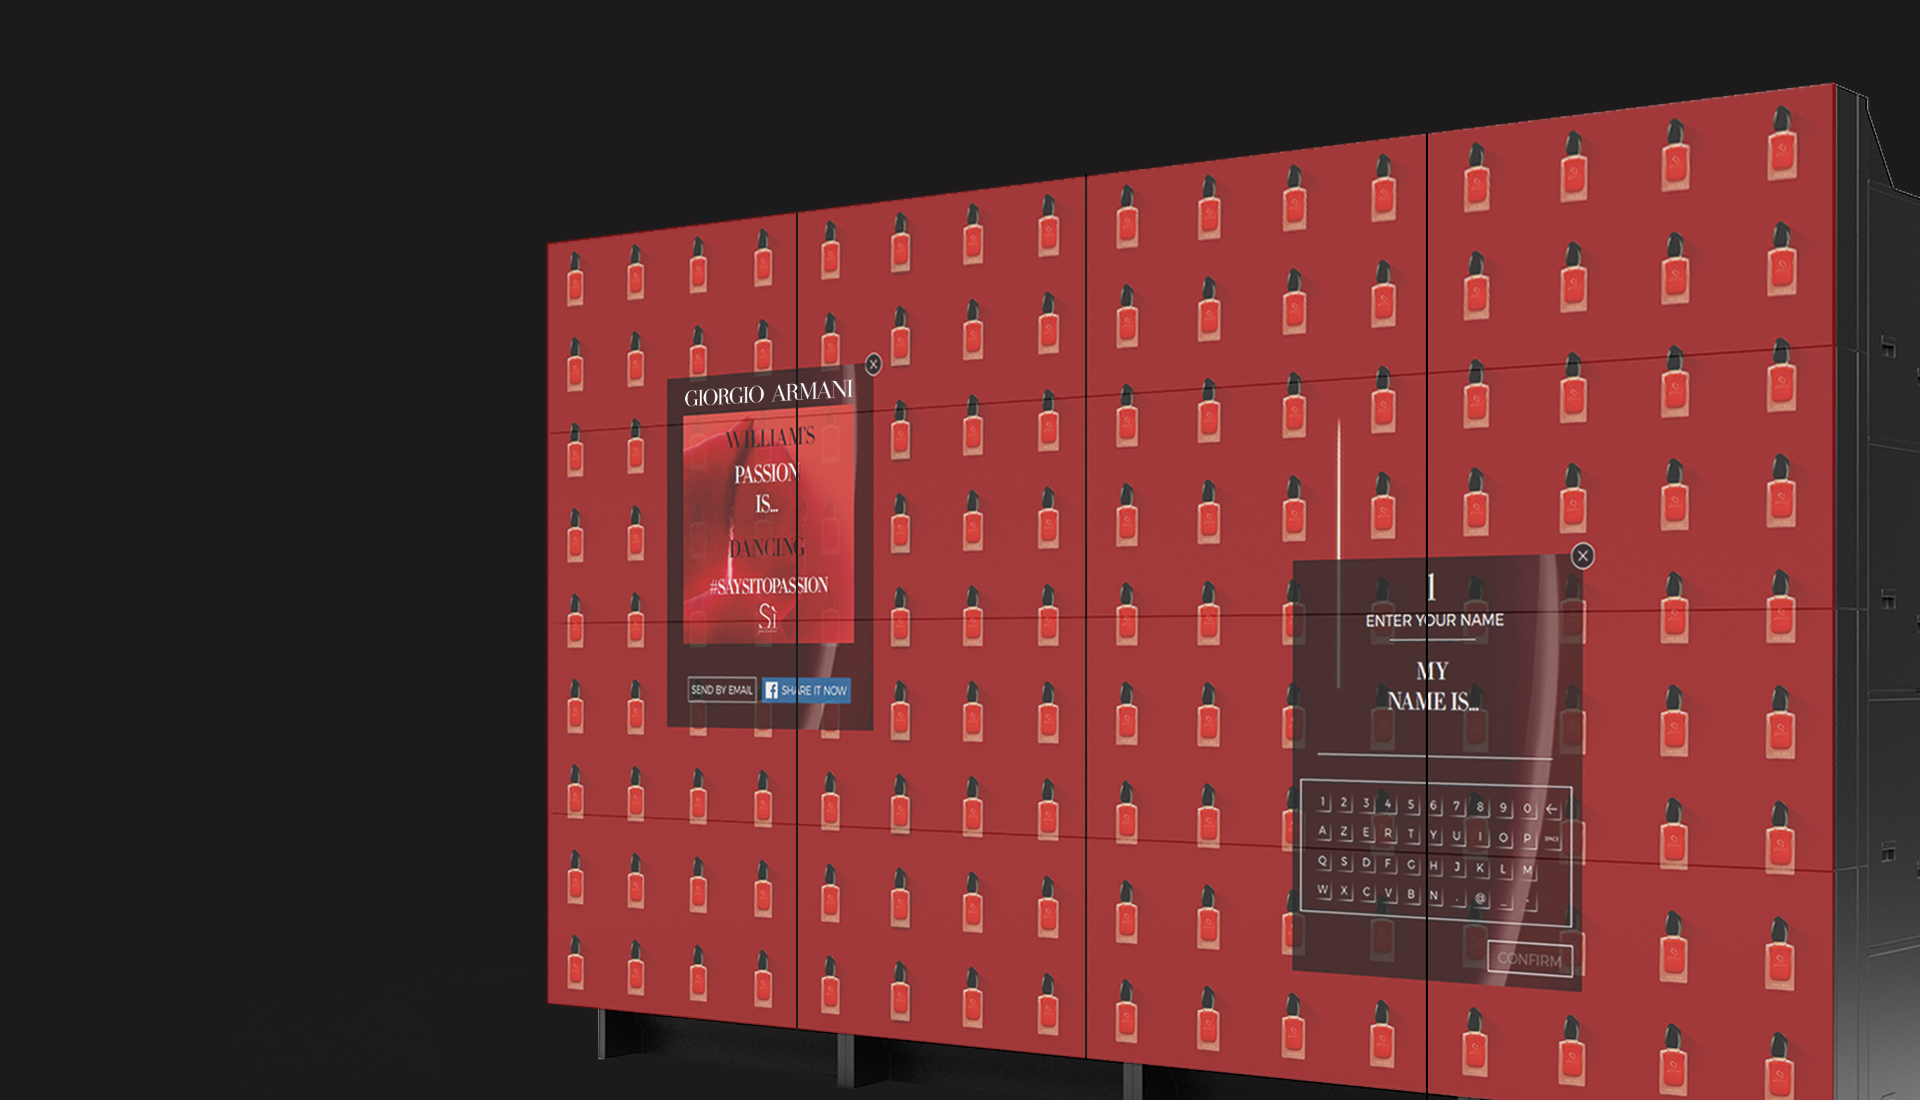 GIORGIO ARMANI
WILLIAM'S
PASSION
IS...
DANCING
#SAYSITOPASSION
Sì
SEND BY EMAIL
SHARE IT NOW
1
ENTER YOUR NAME
MY
NAME IS...
1 2 3 4 5 6 7 8 9 0 ←
A Z E R T Y U I O P SPACE
Q S D F G H J K L M
W X C V B N . @ _ -
CONFIRM